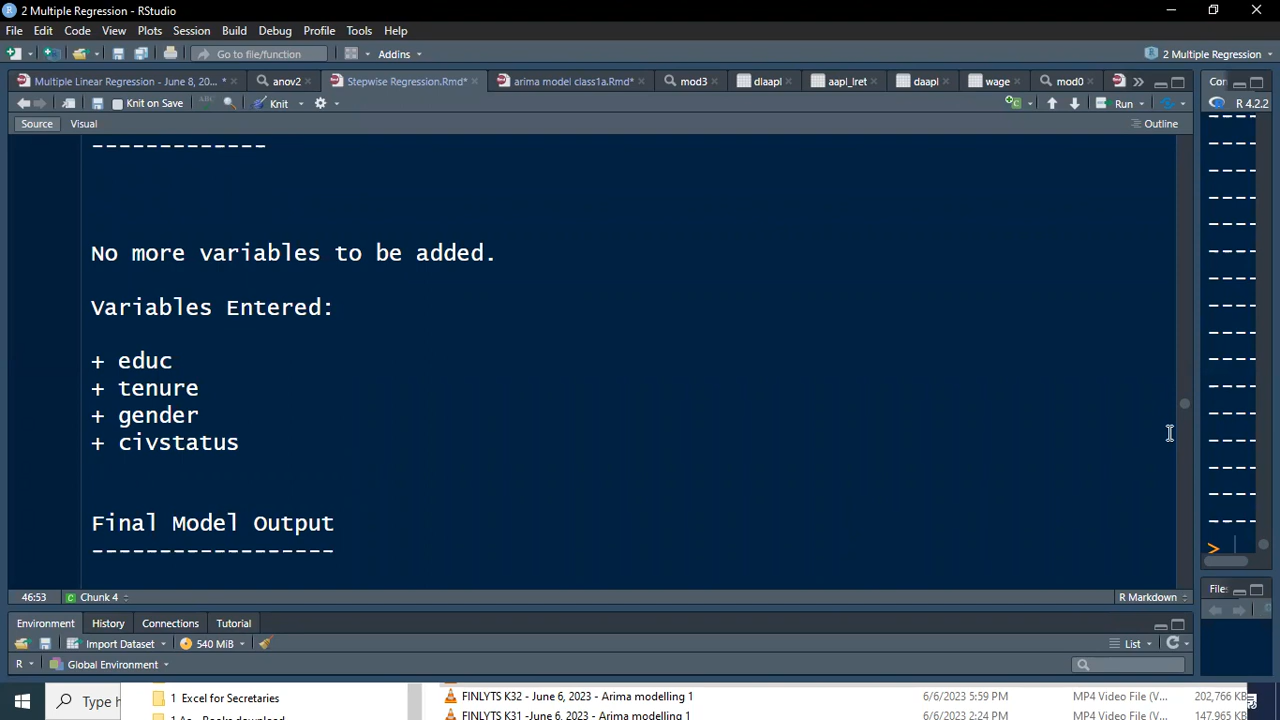 2 Multiple Regression - RStudio
File Edit Code View Plots Session Build Debug Profile Tools Help
Go to file/function Addins 2 Multiple Regression
Multiple Linear Regression - June 8, 20...* anov2 Stepwise Regression.Rmd* arima model class1a.Rmd* mod3 dlaapl aapl_lret daapl wage mod0 Cor
Knit on Save ABC Knit Run R 4.2.2
Source Visual Outline
-------------
No more variables to be added.
Variables Entered:
+ educ
+ tenure
+ gender
+ civstatus
Final Model Output
------------------
>
46:53 Chunk 4 R Markdown File:
Environment History Connections Tutorial
Import Dataset 540 MiB List
R Global Environment
Type h 1 Excel for Secretaries FINLYTS K32 - June 6, 2023 - Arima modelling 1 6/6/2023 5:59 PM MP4 Video File (V... 202,766 KB
FINLYTS K31 -June 6, 2023 - Arima modelling 1 6/6/2023 2:24 PM MP4 Video File (V... 147,965 KB